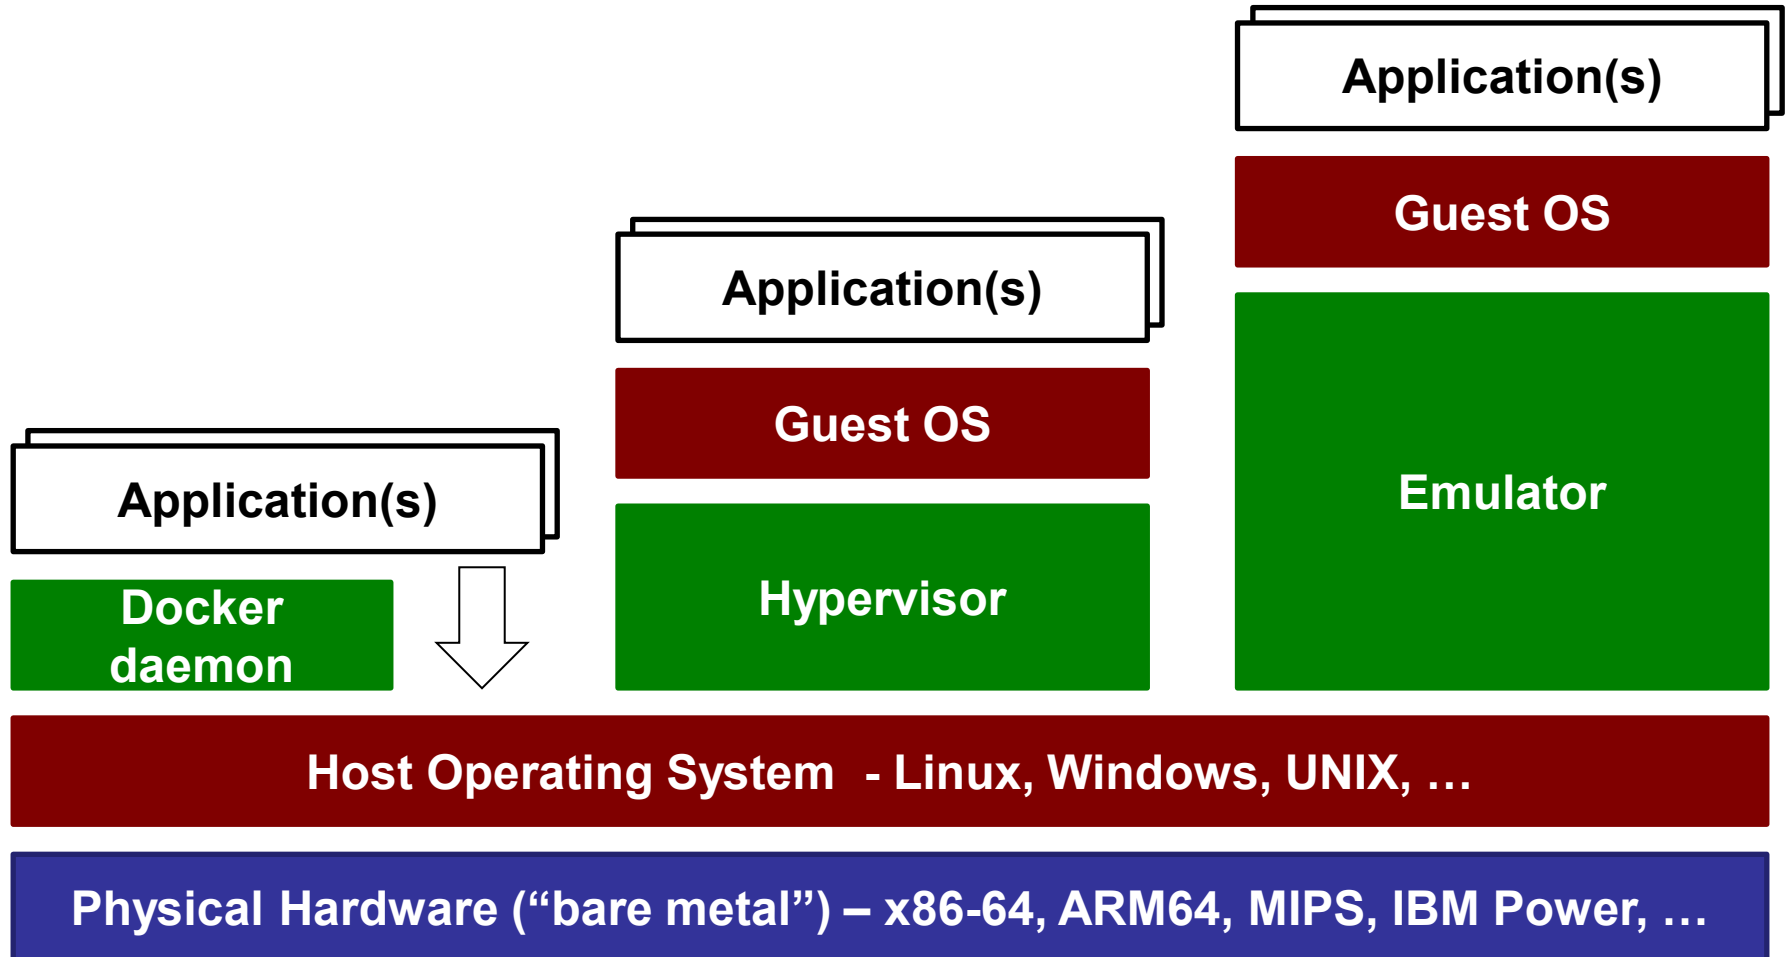 Application(s)
Guest OS
Application(s)
Guest OS
Emulator
Application(s)
Hypervisor
Docker
daemon
Host Operating System  - Linux, Windows, UNIX, …
Physical Hardware (“bare metal”) – x86-64, ARM64, MIPS, IBM Power, …